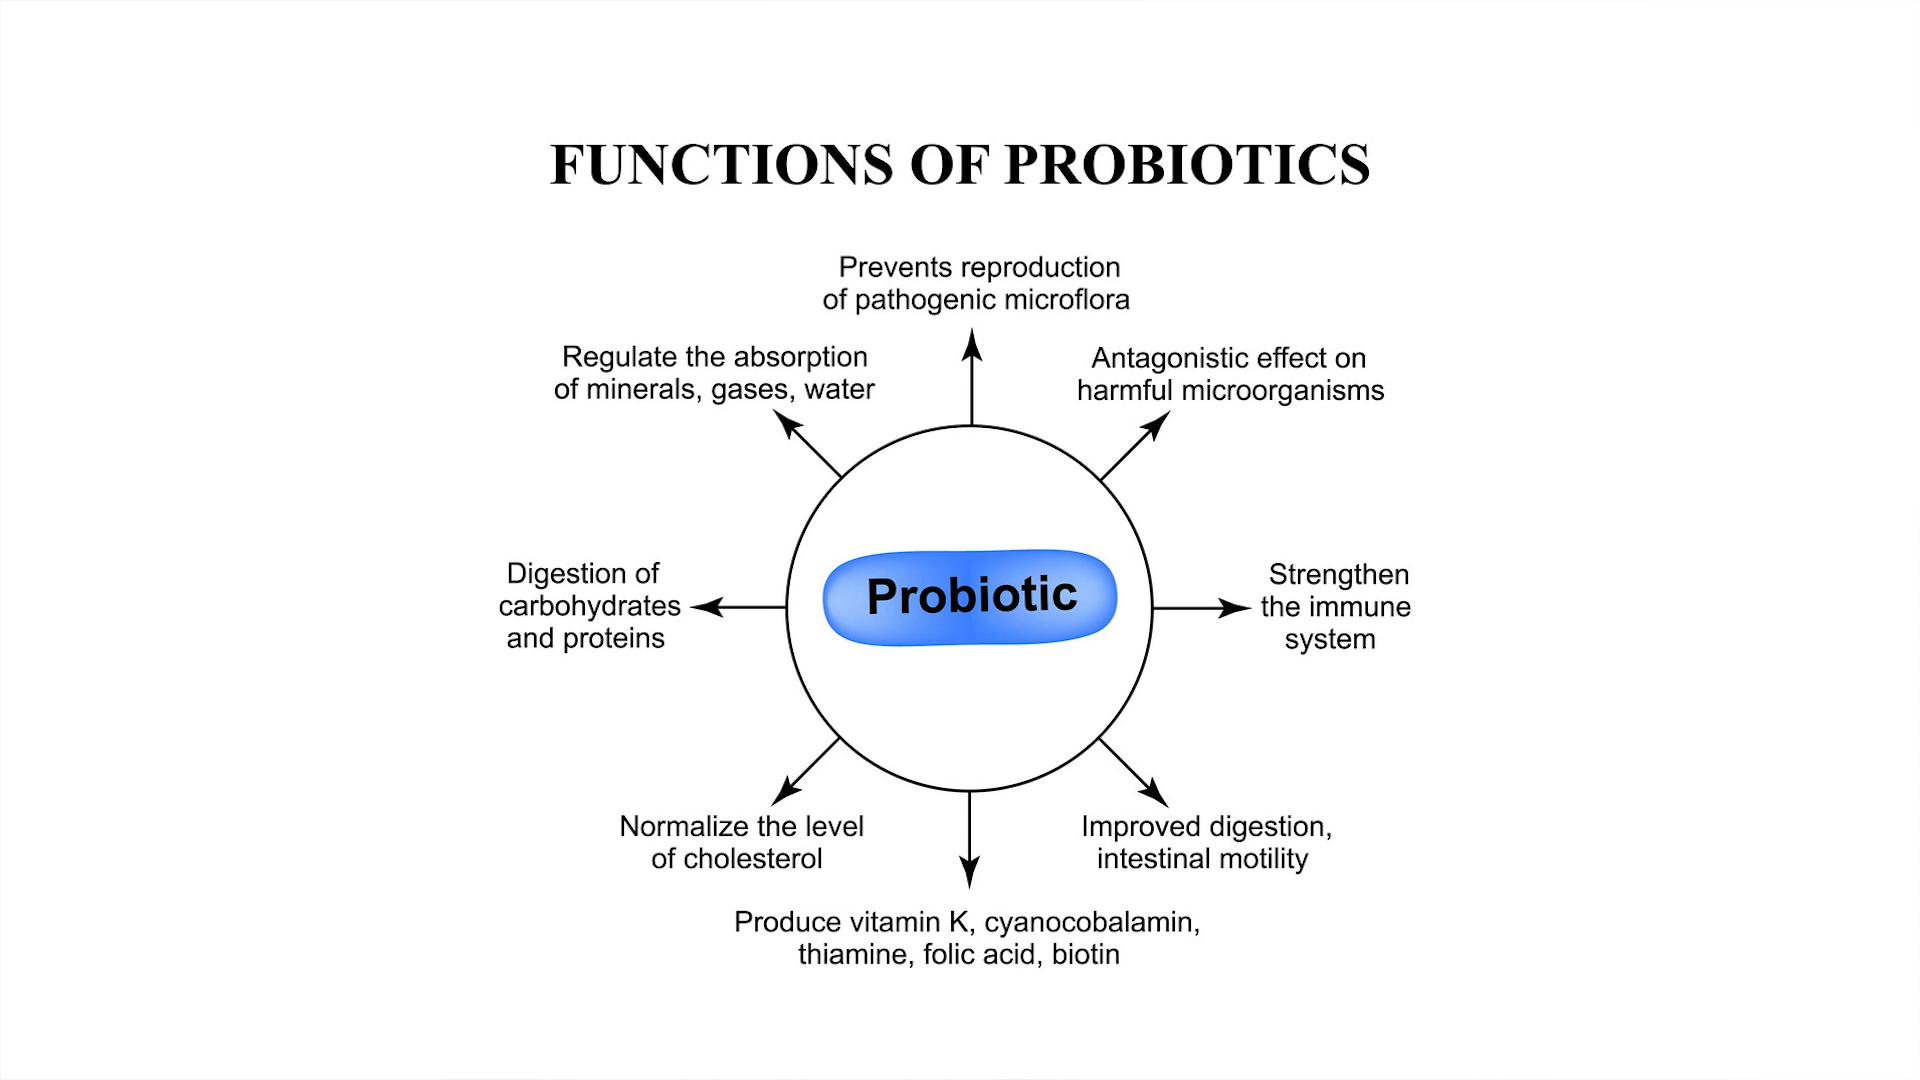 FUNCTIONS OF PROBIOTICS
Prevents reproduction
of pathogenic microflora
Regulate the absorption
of minerals, gases, water
Antagonistic effect on
harmful microorganisms
Digestion of
carbohydrates
and proteins
Probiotic
Strengthen
the immune
system
Normalize the level
of cholesterol
Improved digestion,
intestinal motility
Produce vitamin K, cyanocobalamin,
thiamine, folic acid, biotin